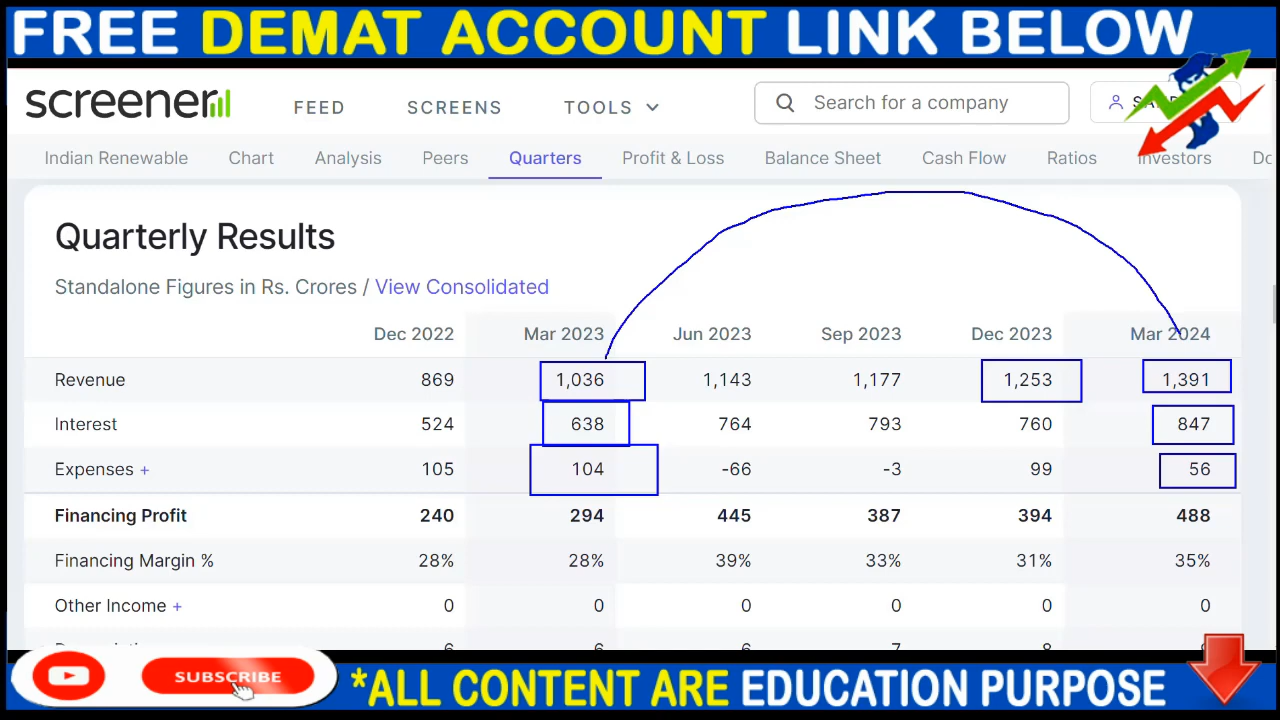 FREE DEMAT ACCOUNT LINK BELOW
screener
FEED SCREENS TOOLS Search for a company
Indian Renewable Chart Analysis Peers Quarters Profit & Loss Balance Sheet Cash Flow Ratios Investors
Quarterly Results
Standalone Figures in Rs. Crores / View Consolidated
Dec 2022 Mar 2023 Jun 2023 Sep 2023 Dec 2023 Mar 2024
Revenue 869 1,036 1,143 1,177 1,253 1,391
Interest 524 638 764 793 760 847
Expenses + 105 104 -66 -3 99 56
Financing Profit 240 294 445 387 394 488
Financing Margin % 28% 28% 39% 33% 31% 35%
Other Income + 0 0 0 0 0 0
SUBSCRIBE
*ALL CONTENT ARE EDUCATION PURPOSE